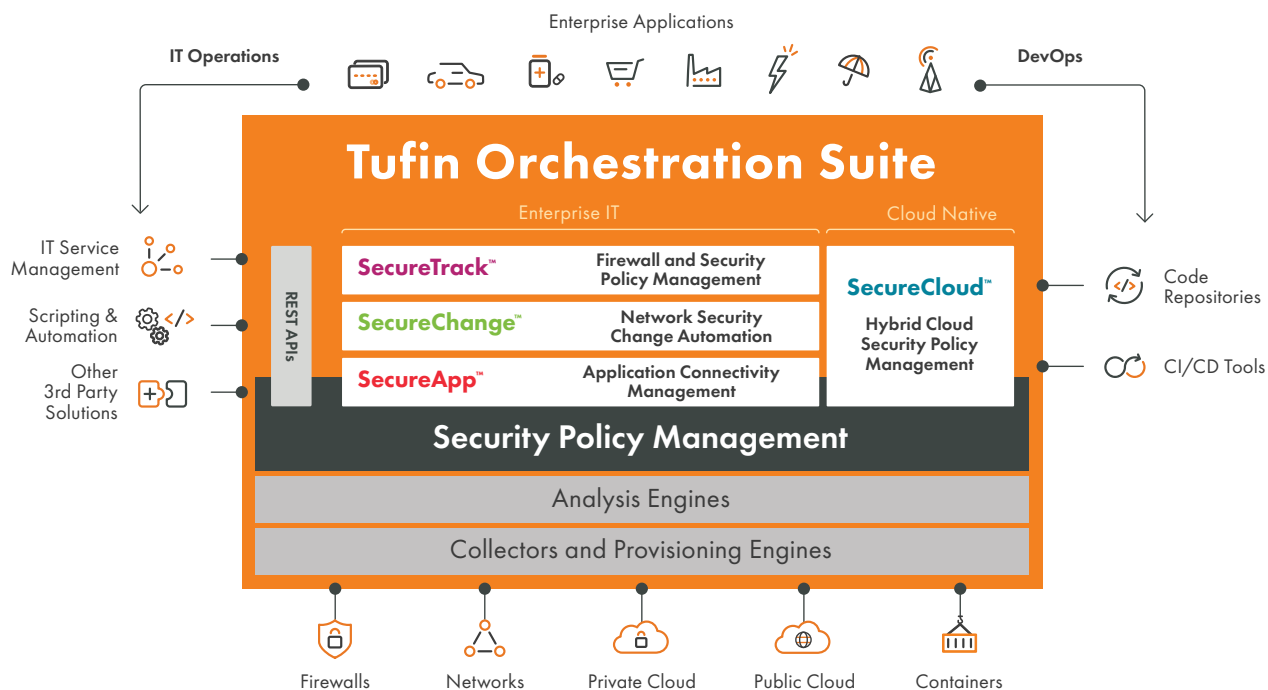 Enterprise Applications
IT Operations
DevOps
Tufin Orchestration Suite
Enterprise IT
Cloud Native
IT Service
Management
Scripting &
Automation
Other
3rd Party
Solutions
REST APIs
SecureTrack™
Firewall and Security
Policy Management
SecureChange™
Network Security
Change Automation
SecureApp™
Application Connectivity
Management
SecureCloud™
Hybrid Cloud
Security Policy
Management
Code
Repositories
CI/CD Tools
Security Policy Management
Analysis Engines
Collectors and Provisioning Engines
Firewalls
Networks
Private Cloud
Public Cloud
Containers